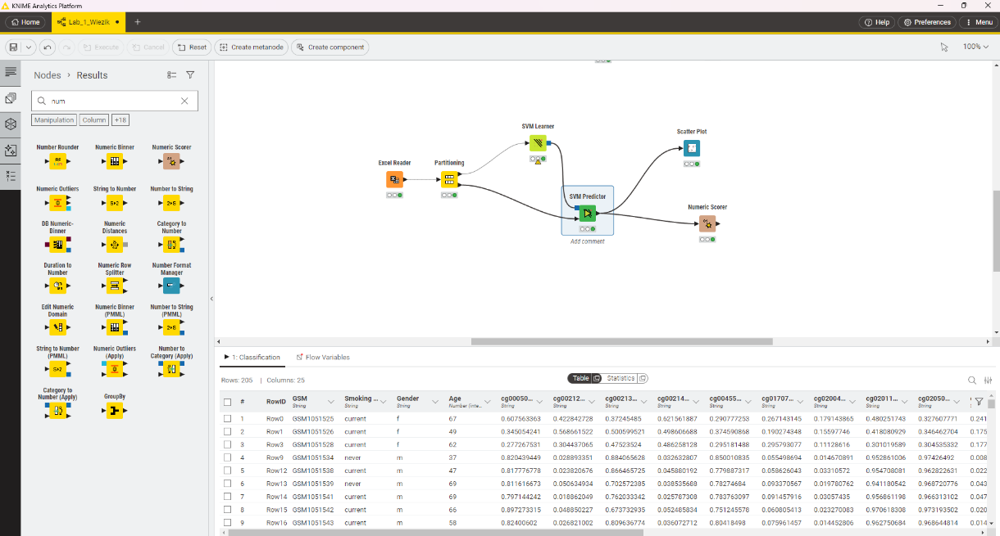 KNIME Analytics Platform
Home
Lab_1_Wiezik
Help
Preferences
Menu
Execute
Cancel
Reset
Create metanode
Create component
100%
Nodes › Results
num
Manipulation
Column
+18
Number Rounder
Numeric Binner
Numeric Scorer
Numeric Outliers
String to Number
Number to String
DB Numeric-
Binner
Numeric
Distances
Category to
Number
Duration to
Number
Numeric Row
Splitter
Number Format
Manager
Edit Numeric
Domain
Numeric Binner
(PMML)
Number to String
(PMML)
String to Number
(PMML)
Numeric Outliers
(Apply)
Number to
Category (Apply)
Category to
Number (Apply)
GroupBy
SVM Learner
Scatter Plot
Excel Reader
Partitioning
SVM Predictor
Numeric Scorer
Add comment
1: Classification
Flow Variables
Rows: 205 | Columns: 25
Table
Statistics
# RowID GSM Smoking ... Gender Age cg00050... cg00212... cg00213... cg00214... cg00455... cg01707... cg02004... cg02011... cg02050...
String String String Number (inte... String String String String String String String String String
1 Row0 GSM1051525 current f 67 0.607563363 0.422842728 0.37245485 0.621561887 0.290777253 0.267143145 0.179143865 0.480251743 0.327607771 0.241
2 Row1 GSM1051526 current f 49 0.345054241 0.568661522 0.500599521 0.498606688 0.374590868 0.190274348 0.15597746 0.418080929 0.346462704 0.175
3 Row3 GSM1051528 current f 62 0.277267531 0.304437065 0.47523524 0.486258128 0.295181488 0.295793077 0.11128616 0.301019589 0.304535332 0.177
4 Row9 GSM1051534 never m 37 0.820439449 0.028893351 0.884065628 0.032632807 0.850010835 0.055498694 0.014670891 0.952861006 0.97426492 0.008
5 Row12 GSM1051538 current m 47 0.817776778 0.023820676 0.866465725 0.045880192 0.779887317 0.058626043 0.03310572 0.954708081 0.962822631 0.022
6 Row13 GSM1051539 never m 69 0.811616673 0.050634934 0.702572385 0.038535688 0.78274684 0.093370567 0.019780762 0.941180542 0.968720776 0.043
7 Row14 GSM1051541 current m 69 0.797144242 0.018862049 0.762033342 0.025787308 0.783763097 0.091457916 0.03057435 0.956861198 0.966313102 0.047
8 Row15 GSM1051542 current m 66 0.897273315 0.048850227 0.673732935 0.052485834 0.751245578 0.060805413 0.023270083 0.970618308 0.973193502 0.020
9 Row16 GSM1051543 current m 58 0.82400602 0.026821002 0.809636774 0.036072712 0.80418498 0.075961457 0.014452806 0.962750684 0.968644814 0.014